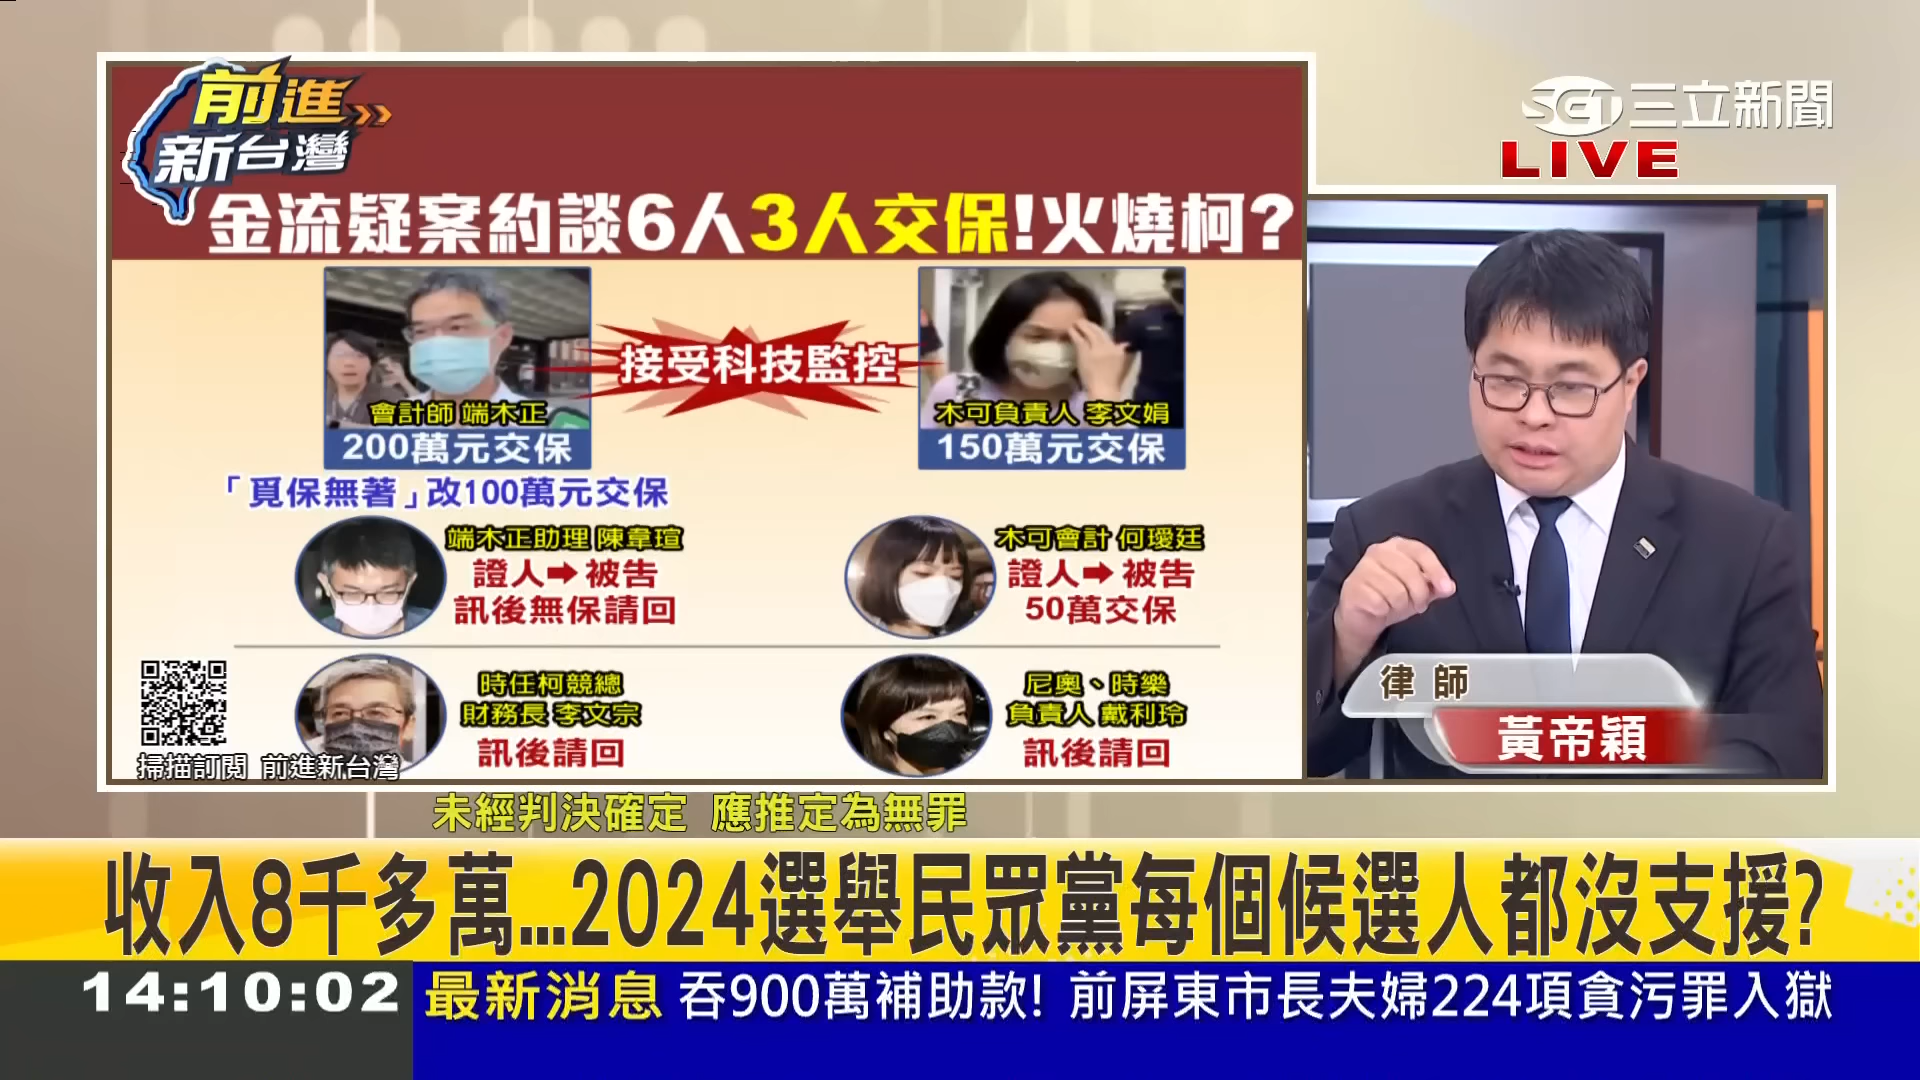 前進
新台灣
SET三立新聞
LIVE
金流疑案約談6人3人交保!火燒柯?
接受科技監控
會計師 端木正
200萬元交保
木可負責人 李文娟
150萬元交保
「覓保無著」改100萬元交保
端木正助理 陳韋瑄
證人➡被告
訊後無保請回
木可會計 何瑷廷
證人➡被告
50萬交保
時任柯競總
財務長 李文宗
訊後請回
尼奧、時樂
負責人 戴利玲
訊後請回
掃描訂閱 前進新台灣
律師
黃帝穎
未經判決確定 應推定為無罪
收入8千多萬...2024選舉民眾黨每個候選人都沒支援?
14:10:02
最新消息 吞900萬補助款! 前屏東市長夫婦224項貪污罪入獄